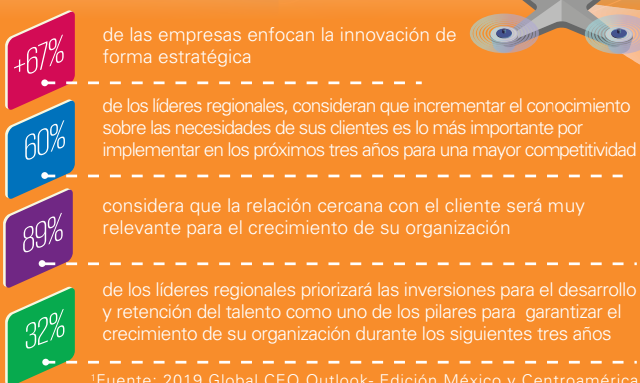 +67%
de las empresas enfocan la innovación de
forma estratégica
60%
de los líderes regionales, consideran que incrementar el conocimiento
sobre las necesidades de sus clientes es lo más importante por
implementar en los próximos tres años para una mayor competitividad
89%
considera que la relación cercana con el cliente será muy
relevante para el crecimiento de su organización
32%
de los líderes regionales priorizará las inversiones para el desarrollo
y retención del talento como uno de los pilares para garantizar el
crecimiento de su organización durante los siguientes tres años
¹Fuente: 2019 Global CEO Outlook- Edición México y Centroamérica